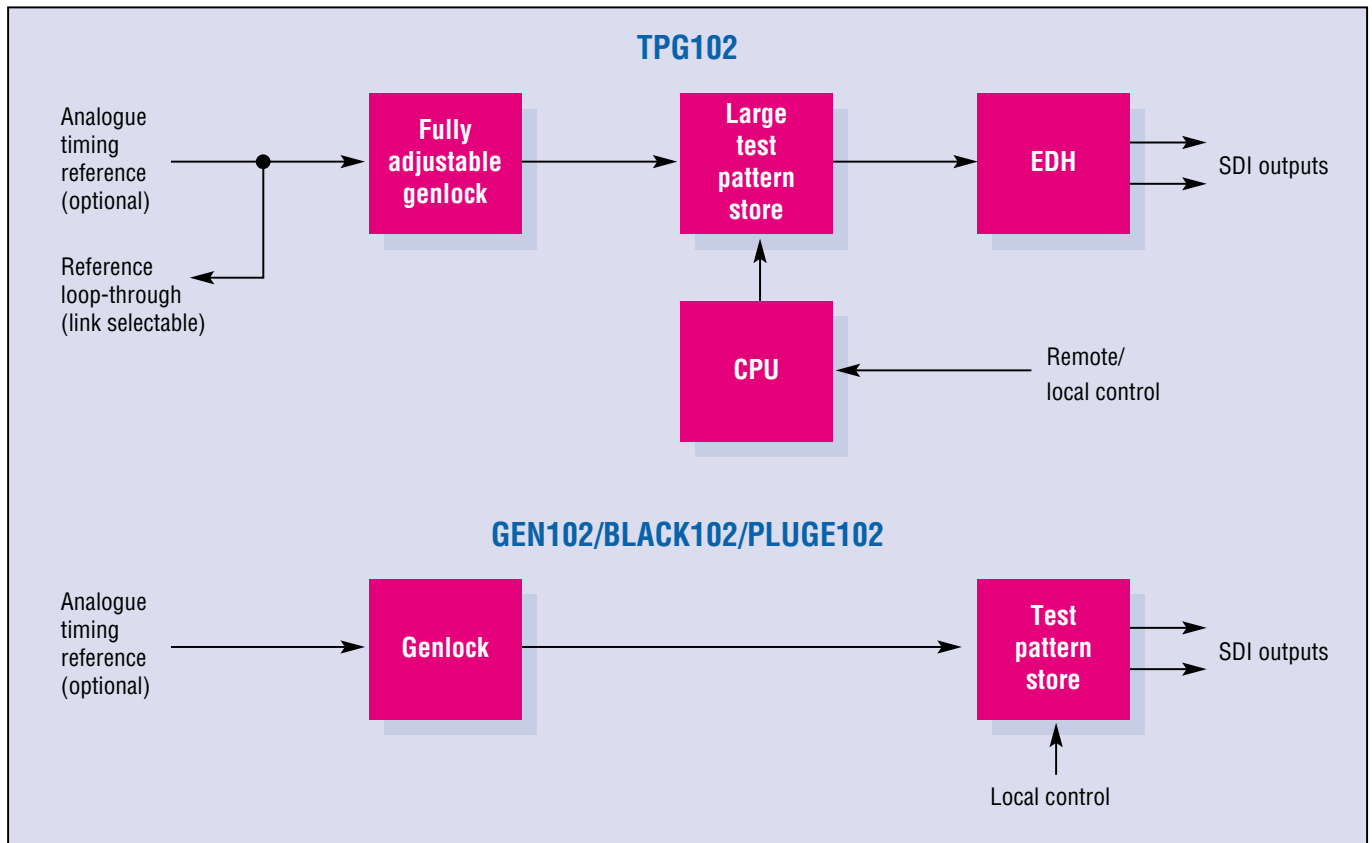 TPG102
Analogue
timing
reference
(optional)
Fully
adjustable
genlock
Large
test
pattern
store
EDH
SDI outputs
Reference
loop-through
(link selectable)
CPU
Remote/
local control
GEN102/BLACK102/PLUGE102
Analogue
timing
reference
(optional)
Genlock
Test
pattern
store
SDI outputs
Local control